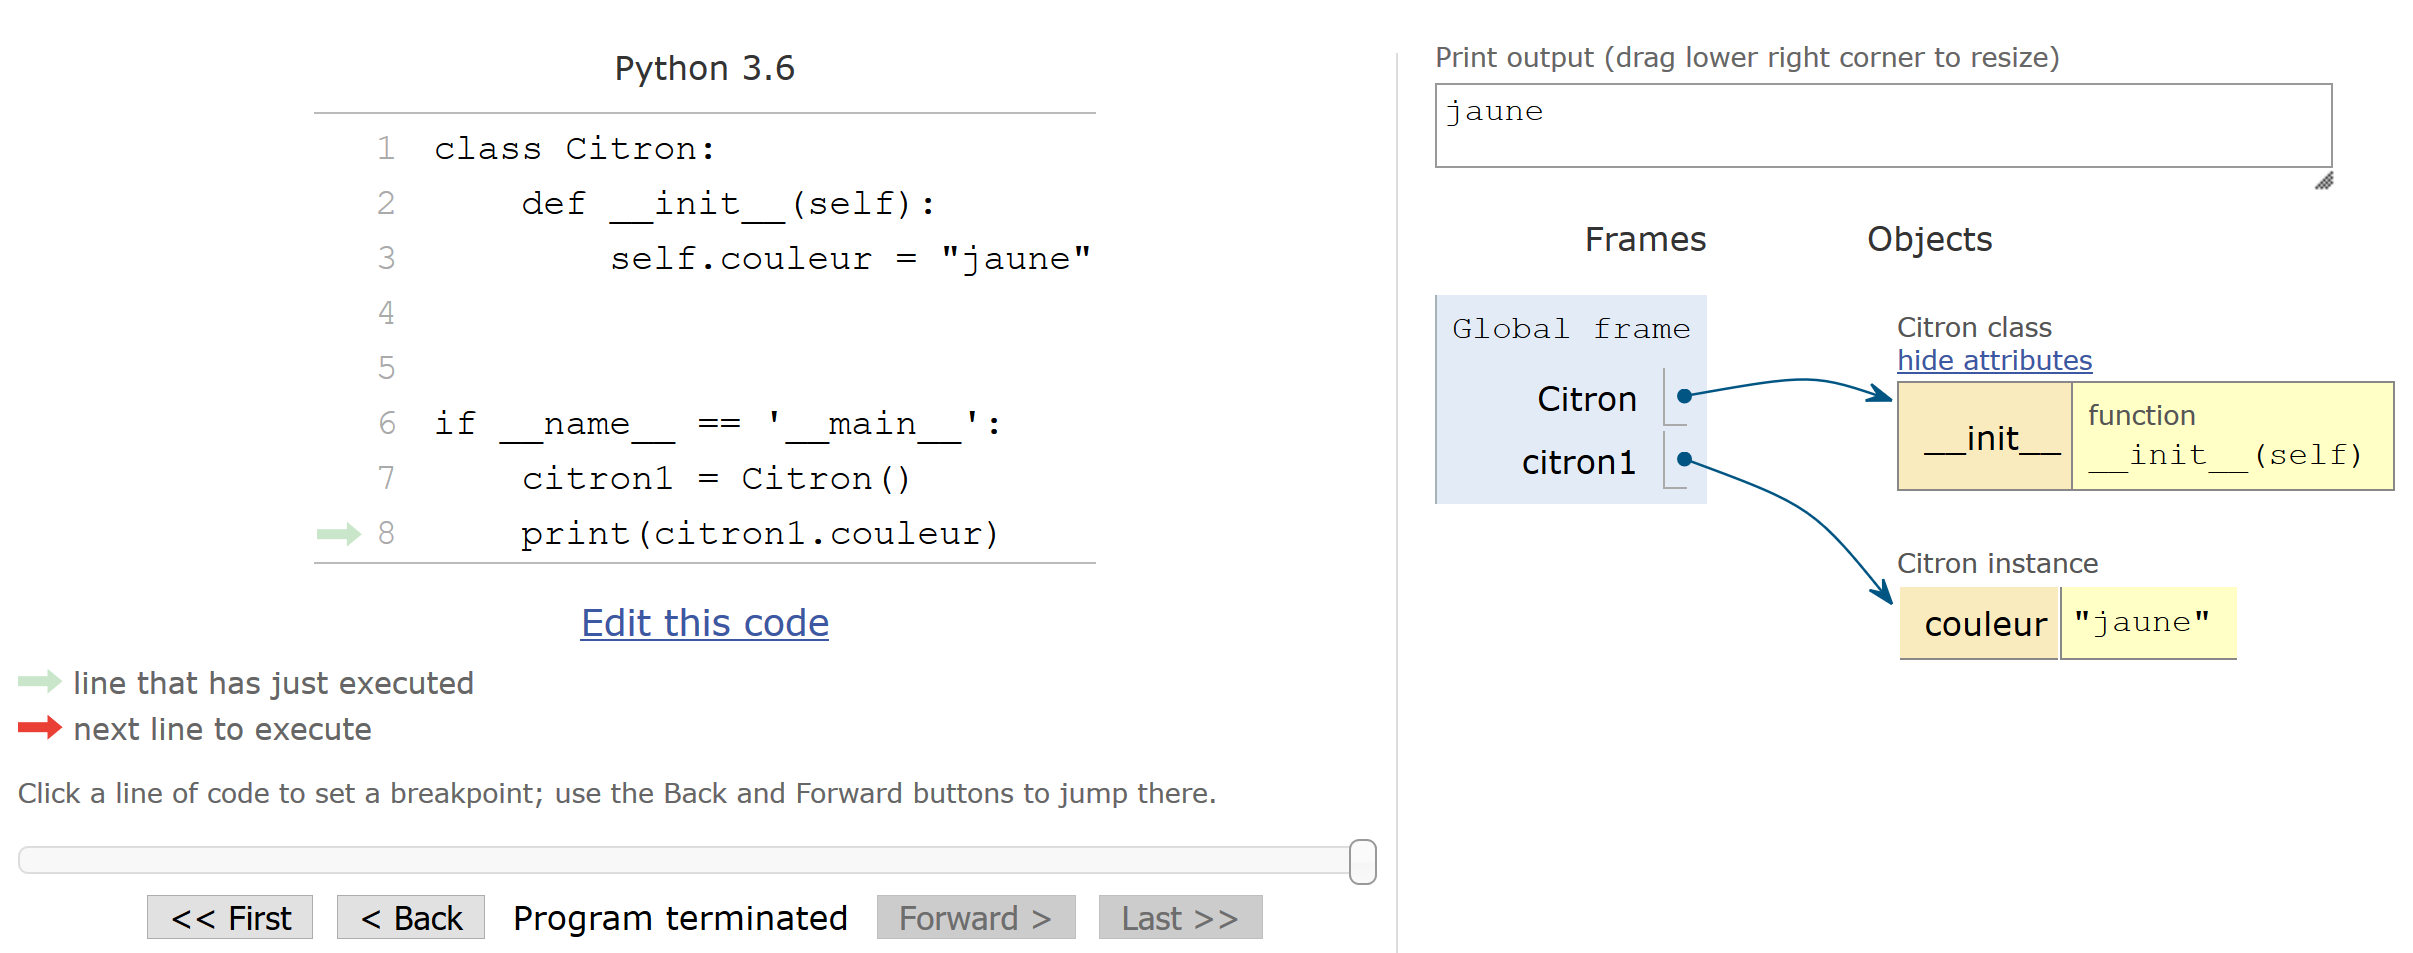 Python 3.6
1 class Citron:
2     def __init__(self):
3         self.couleur = "jaune"
4
5
6 if __name__ == '__main__':
7     citron1 = Citron()
8     print(citron1.couleur)
Edit this code
line that has just executed
next line to execute
Click a line of code to set a breakpoint; use the Back and Forward buttons to jump there.
<< First < Back Program terminated Forward > Last >>
Print output (drag lower right corner to resize)
jaune
Frames Objects
Global frame
Citron
citron1
Citron class
hide attributes
__init__ function
__init__(self)
Citron instance
couleur "jaune"